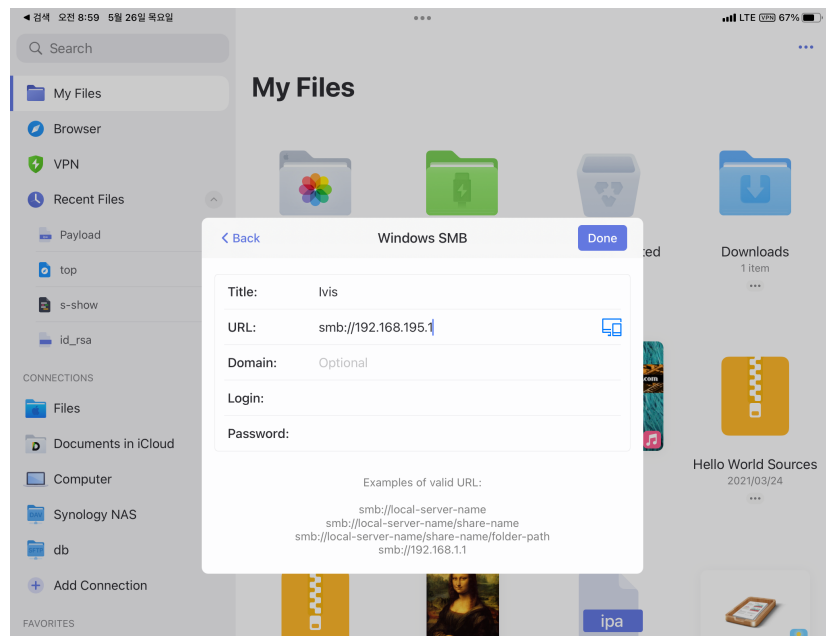 ◀ 검색 오전 8:59 5월 26일 목요일
LTE VPN 67%
Search
My Files
Browser
VPN
Recent Files
Payload
top
s-show
id_rsa
CONNECTIONS
Files
Documents in iCloud
Computer
Synology NAS
db
Add Connection
FAVORITES
My Files
Downloads
1 item
Hello World Sources
2021/03/24
ipa
Back
Windows SMB
Done
Title: Ivis
URL: smb://192.168.195.1
Domain: Optional
Login:
Password:
Examples of valid URL:
smb://local-server-name
smb://local-server-name/share-name
smb://local-server-name/share-name/folder-path
smb://192.168.1.1